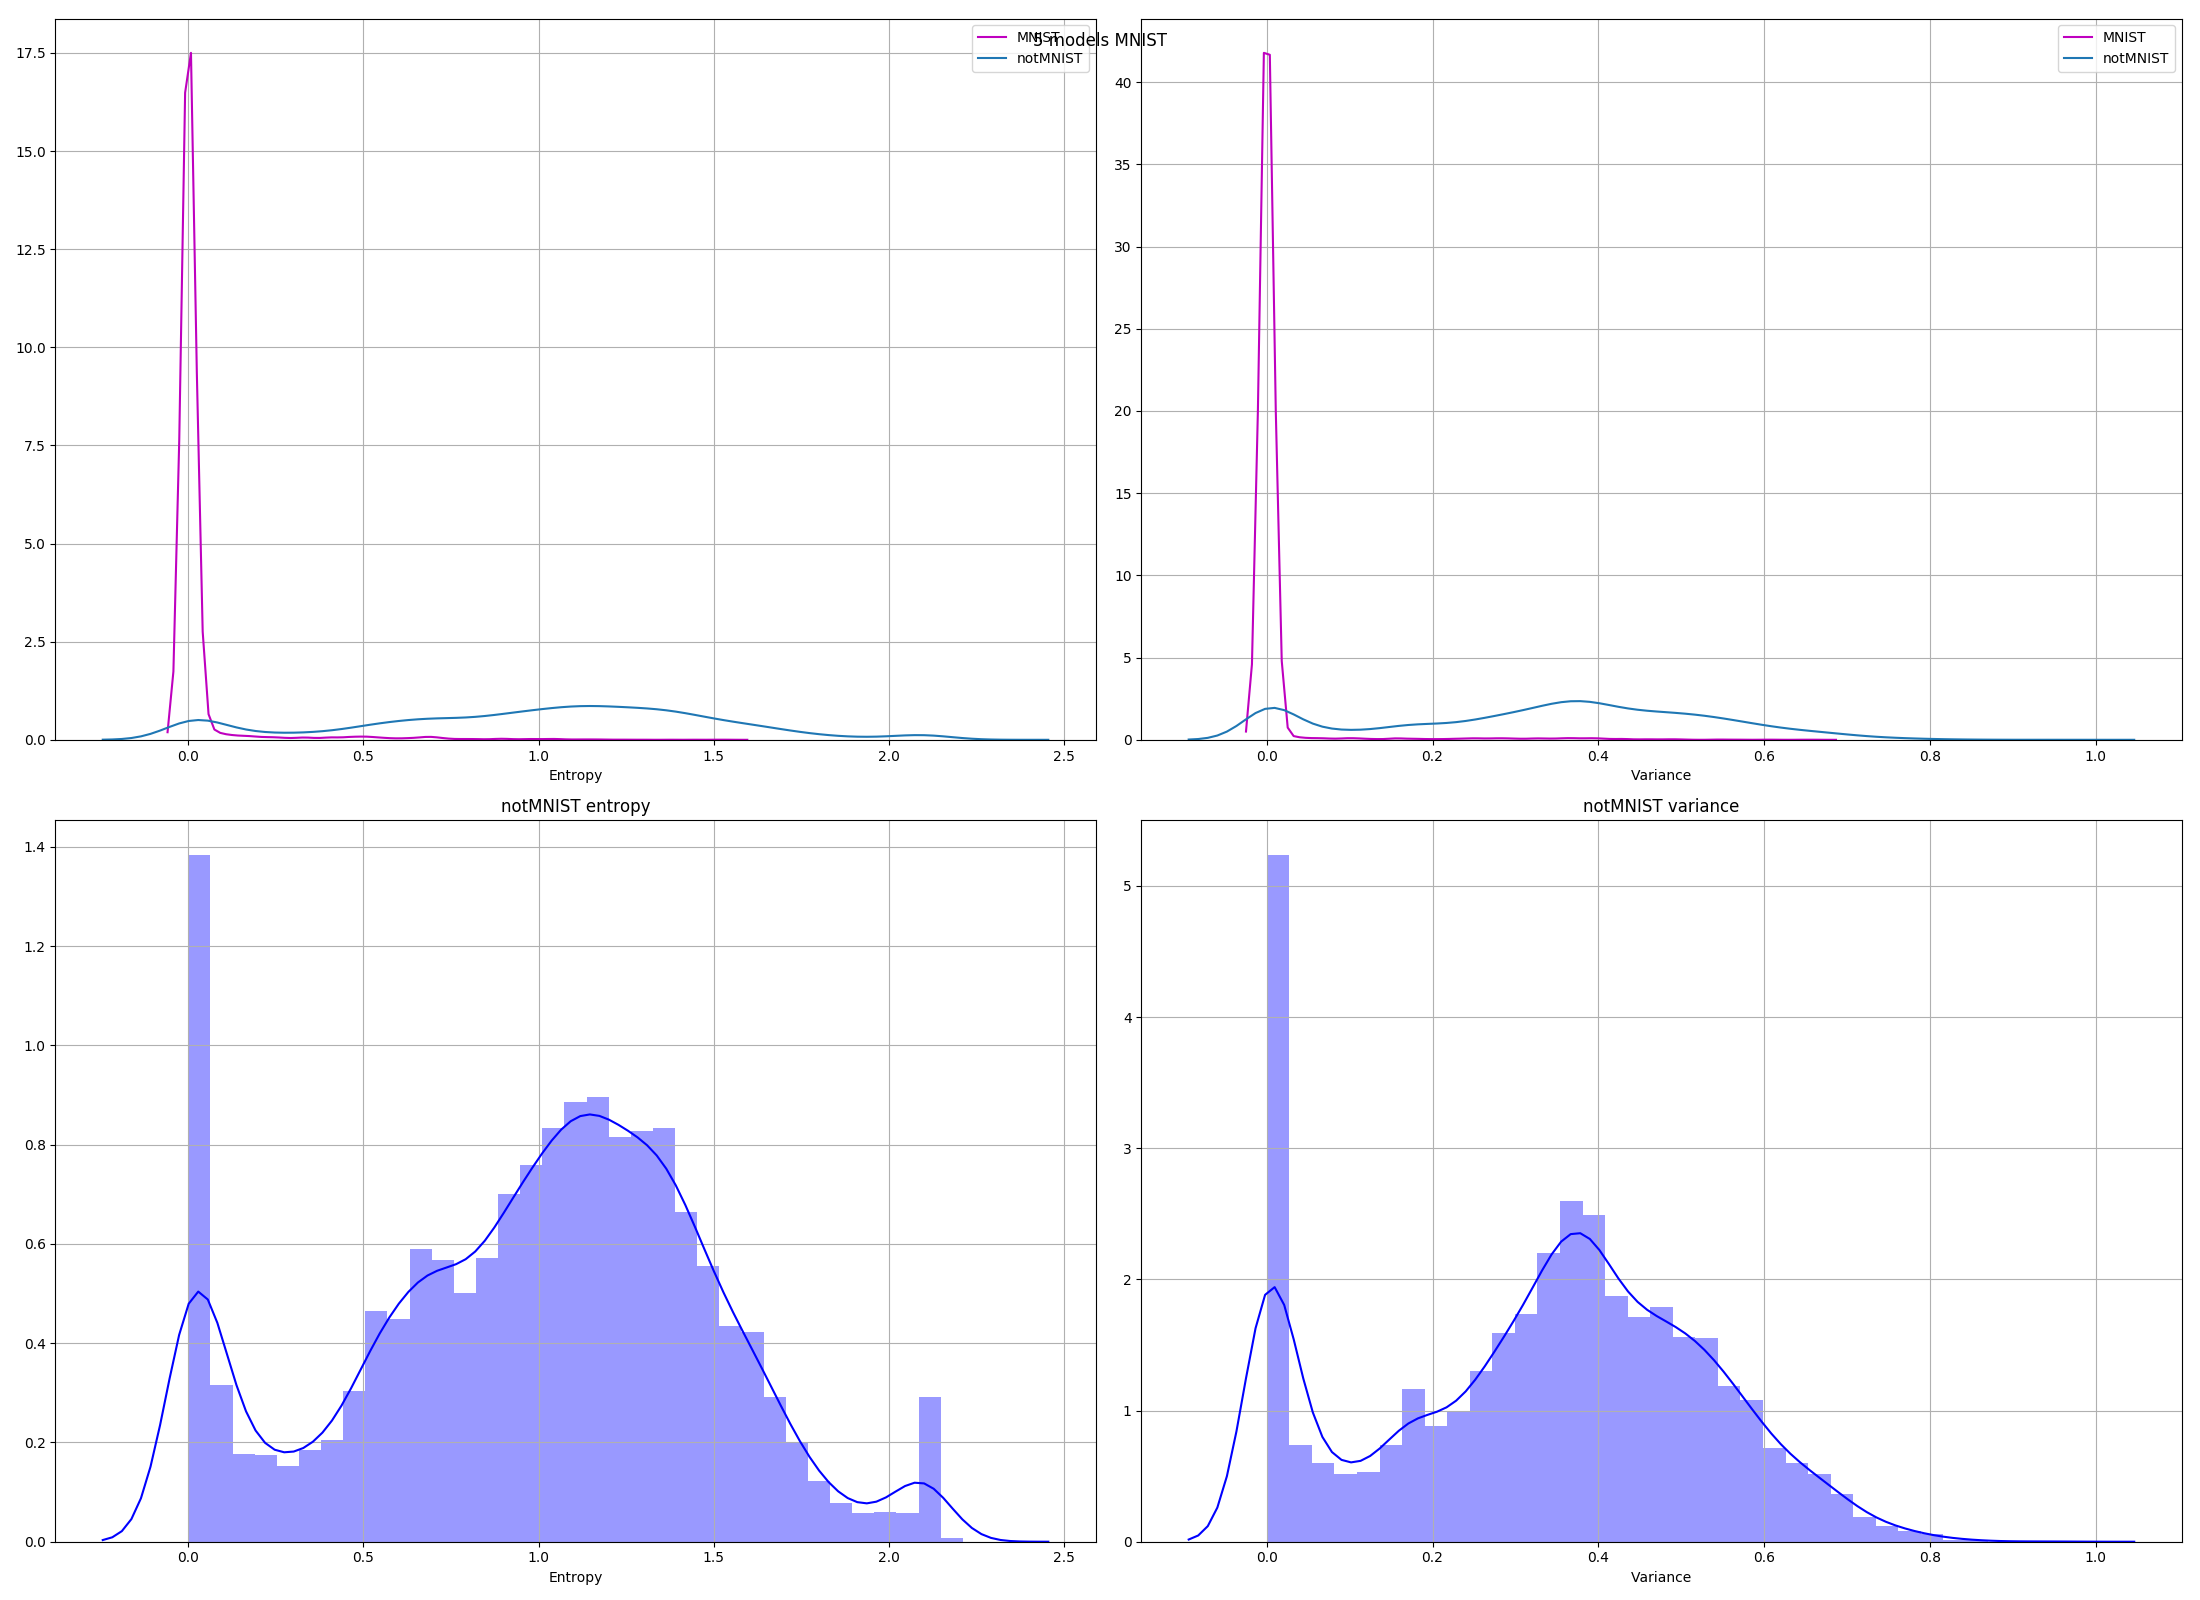 5 models MNIST
MNIST
notMNIST
17.5
15.0
12.5
10.0
7.5
5.0
2.5
0.0
0.0 0.5 1.0 1.5 2.0 2.5
Entropy
MNIST
notMNIST
40
35
30
25
20
15
10
5
0
0.0 0.2 0.4 0.6 0.8 1.0
Variance
notMNIST entropy
1.4
1.2
1.0
0.8
0.6
0.4
0.2
0.0
0.0 0.5 1.0 1.5 2.0 2.5
Entropy
notMNIST variance
5
4
3
2
1
0
0.0 0.2 0.4 0.6 0.8 1.0
Variance